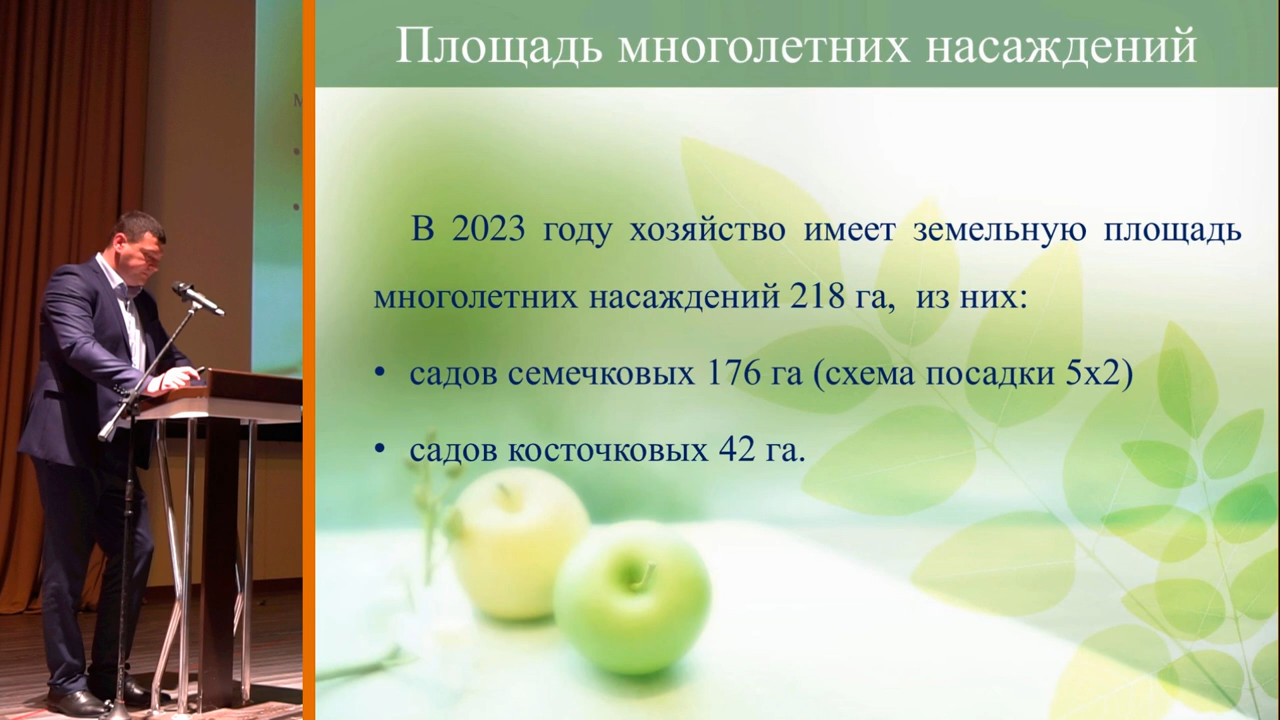 Площадь многолетних насаждений
В 2023 году хозяйство имеет земельную площадь
многолетних насаждений 218 га, из них:
• садов семечковых 176 га (схема посадки 5х2)
• садов косточковых 42 га.